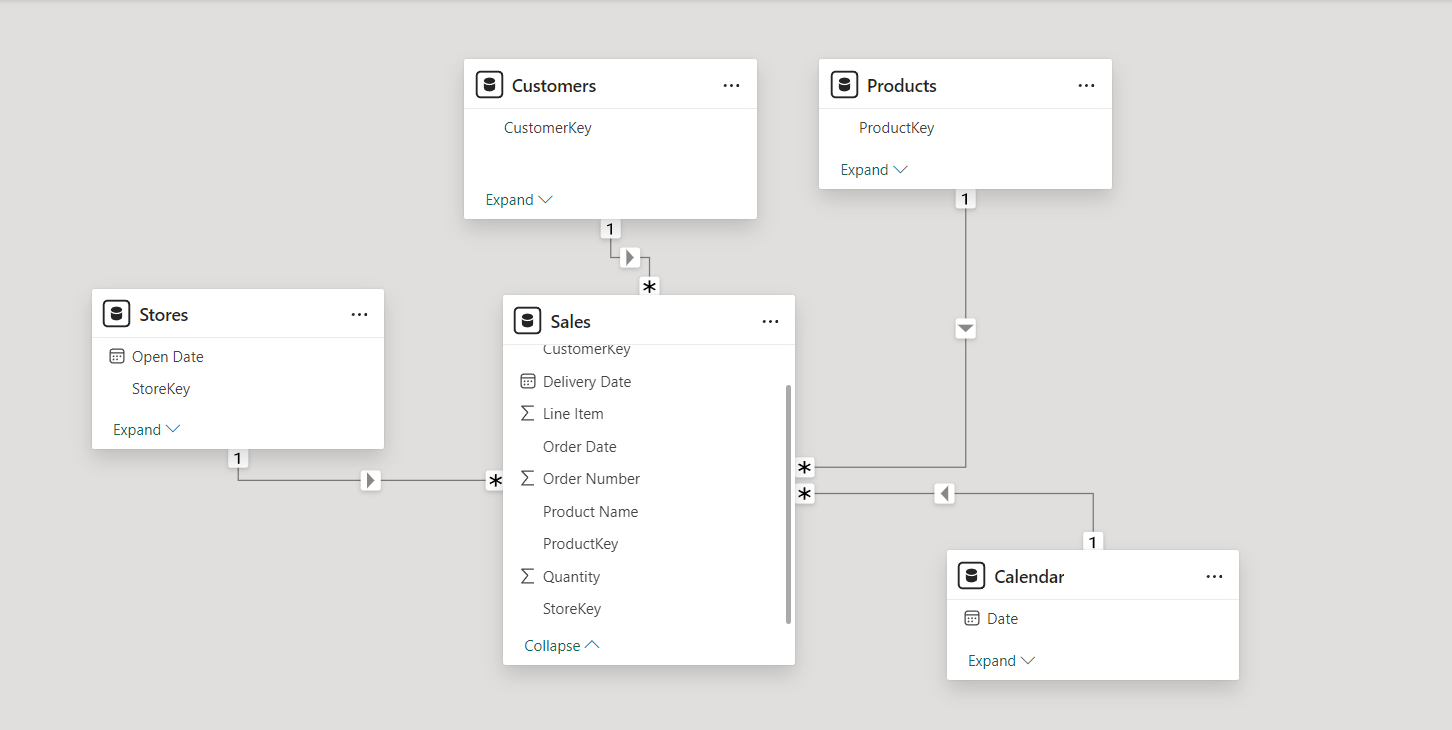 Customers
CustomerKey
Expand
1
*
Products
ProductKey
Expand
1
*
Stores
Open Date
StoreKey
Expand
1
*
Sales
CustomerKey
Delivery Date
Σ Line Item
Order Date
Σ Order Number
Product Name
ProductKey
Σ Quantity
StoreKey
Collapse
*
1
Calendar
Date
Expand